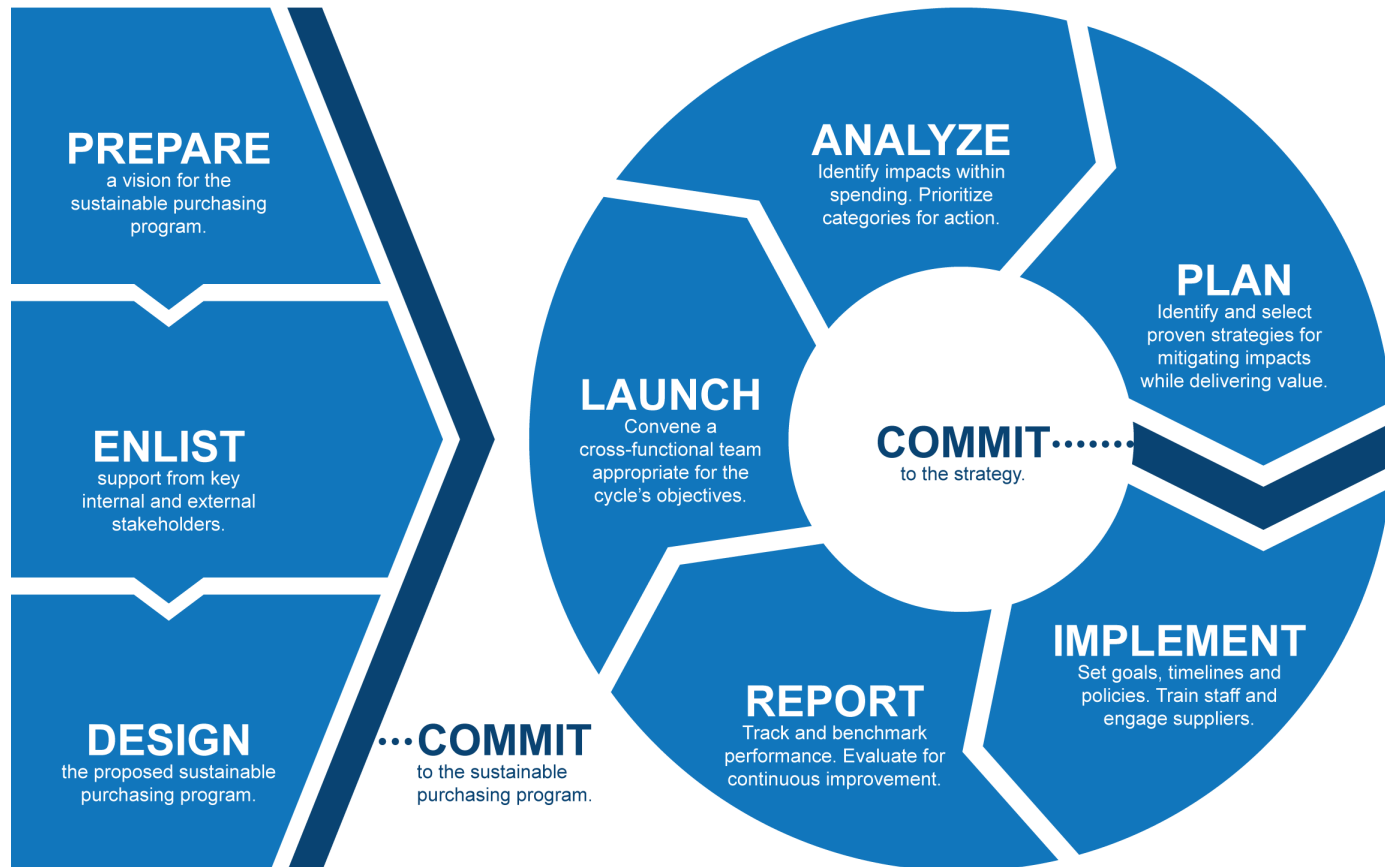 PREPARE
a vision for the
sustainable purchasing
program.
ENLIST
support from key
internal and external
stakeholders.
DESIGN
the proposed sustainable
purchasing program.
•••COMMIT
to the sustainable
purchasing program.
LAUNCH
Convene a
cross-functional team
appropriate for the
cycle’s objectives.
ANALYZE
Identify impacts within
spending. Prioritize
categories for action.
PLAN
Identify and select
proven strategies for
mitigating impacts
while delivering value.
COMMIT•••••••
to the strategy.
IMPLEMENT
Set goals, timelines and
policies. Train staff and
engage suppliers.
REPORT
Track and benchmark
performance. Evaluate for
continuous improvement.